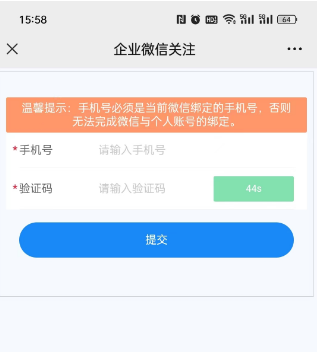 15:58
64
企业微信关注
温馨提示：手机号必须是当前微信绑定的手机号，否则
无法完成微信与个人账号的绑定。
*手机号 请输入手机号
*验证码 请输入验证码 44s
提交